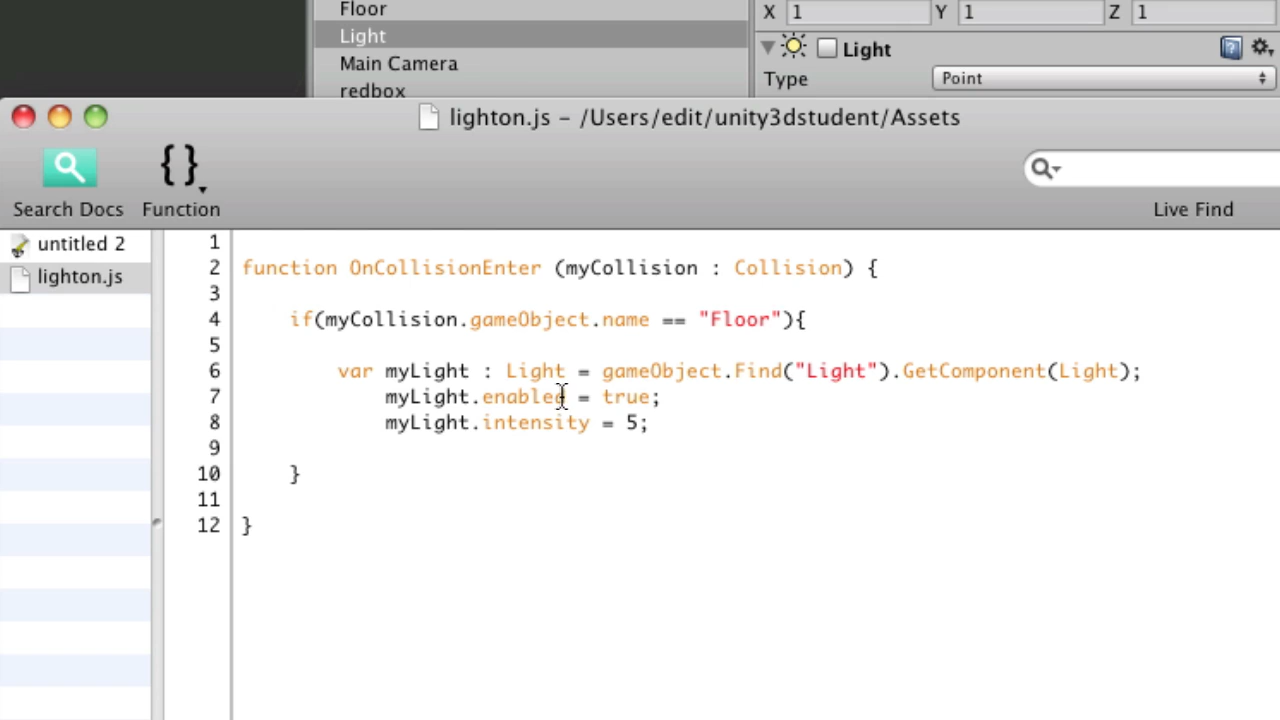 Floor
X 1 Y 1 Z 1
Light
Light
Main Camera
Type Point
redbox
lighton.js – /Users/edit/unity3dstudent/Assets
{}
Search Docs Function
Live Find
untitled 2
lighton.js
1
2 function OnCollisionEnter (myCollision : Collision) {
3
4 if(myCollision.gameObject.name == "Floor"){
5
6 var myLight : Light = gameObject.Find("Light").GetComponent(Light);
7 myLight.enabled = true;
8 myLight.intensity = 5;
9
10 }
11
12 }